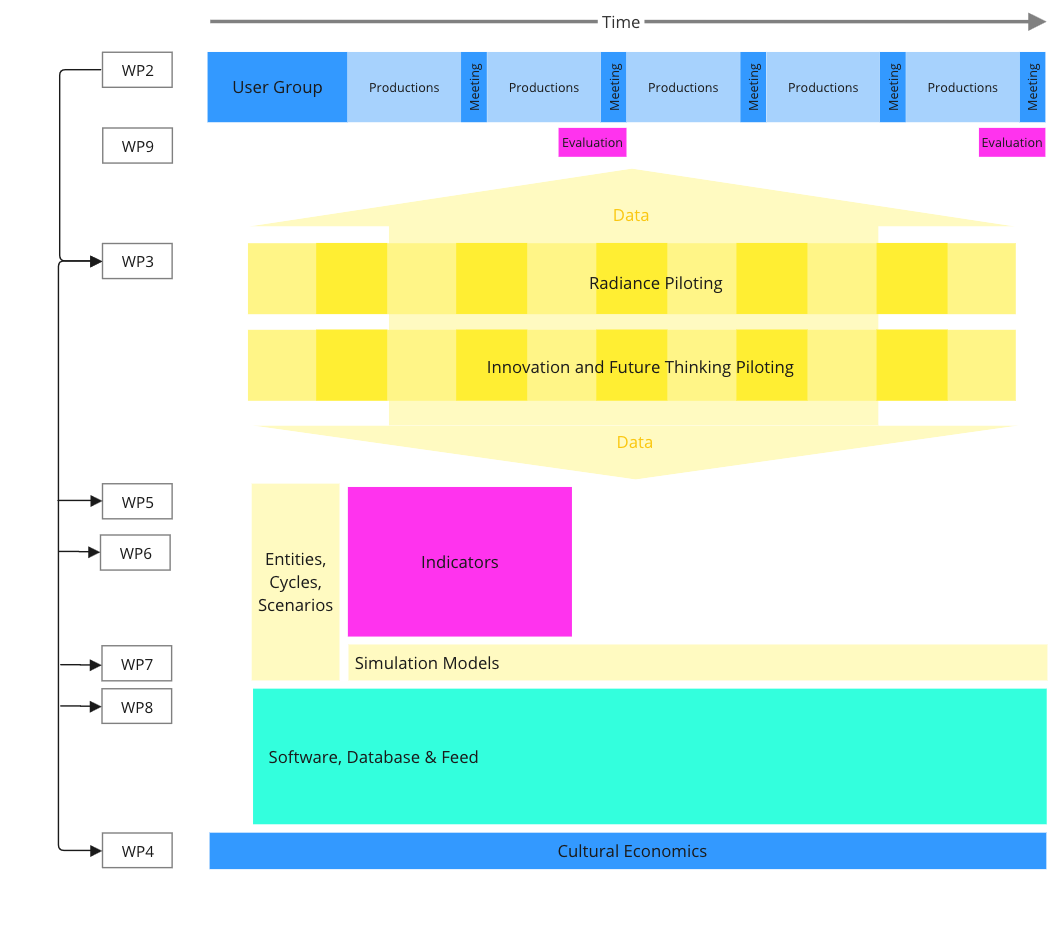 Time
WP2
User Group
Productions
Meeting
Productions
Meeting
Productions
Meeting
Productions
Meeting
Productions
Meeting
WP9
Evaluation
Evaluation
Data
WP3
Radiance Piloting
Innovation and Future Thinking Piloting
Data
WP5
WP6
Entities,
Cycles,
Scenarios
Indicators
WP7
Simulation Models
WP8
Software, Database & Feed
WP4
Cultural Economics